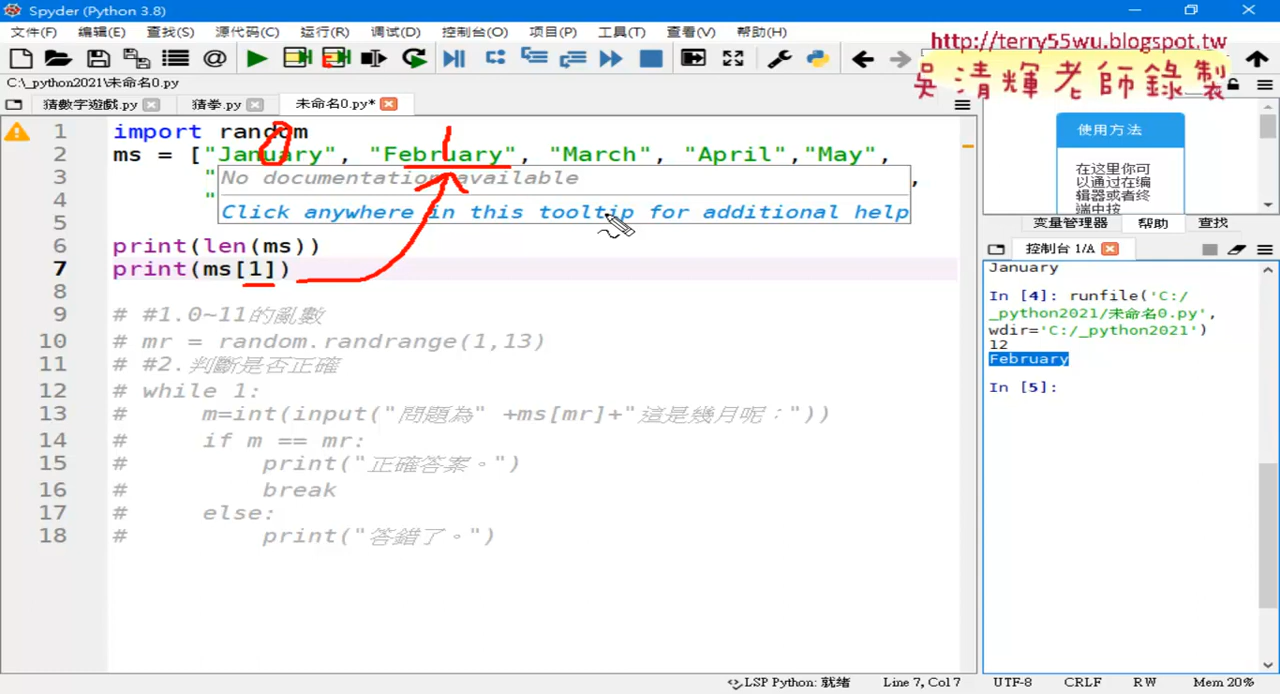 Spyder (Python 3.8)
文件(F) 编辑(E) 查找(S) 源代码(C) 运行(R) 调试(D) 控制台(O) 项目(P) 工具(T) 查看(V) 帮助(H)
http://terry55wu.blogspot.tw
吳清輝老師錄製
C:\_python2021\未命名0.py
猜數字遊戲.py 猜拳.py 未命名0.py*
1 import random
2 ms = ["January", "February", "March", "April","May",
3 "
4 "
5
6 print(len(ms))
7 print(ms[1])
8
9 # #1.0~11的亂數
10 # mr = random.randrange(1,13)
11 # #2.判斷是否正確
12 # while 1:
13 # m=int(input("問題為" +ms[mr]+"這是幾月呢："))
14 # if m == mr:
15 # print("正確答案。")
16 # break
17 # else:
18 # print("答錯了。")
No documentation available
Click anywhere in this tooltip for additional help
0
1
使用方法
在这里你可
以通过在编
辑器或者终
端中按
变量管理器 帮助 查找
控制台 1/A
January
In [4]: runfile('C:/
_python2021/未命名0.py',
wdir='C:/_python2021')
12
February
In [5]:
LSP Python: 就绪 Line 7, Col 7 UTF-8 CRLF RW Mem 20%